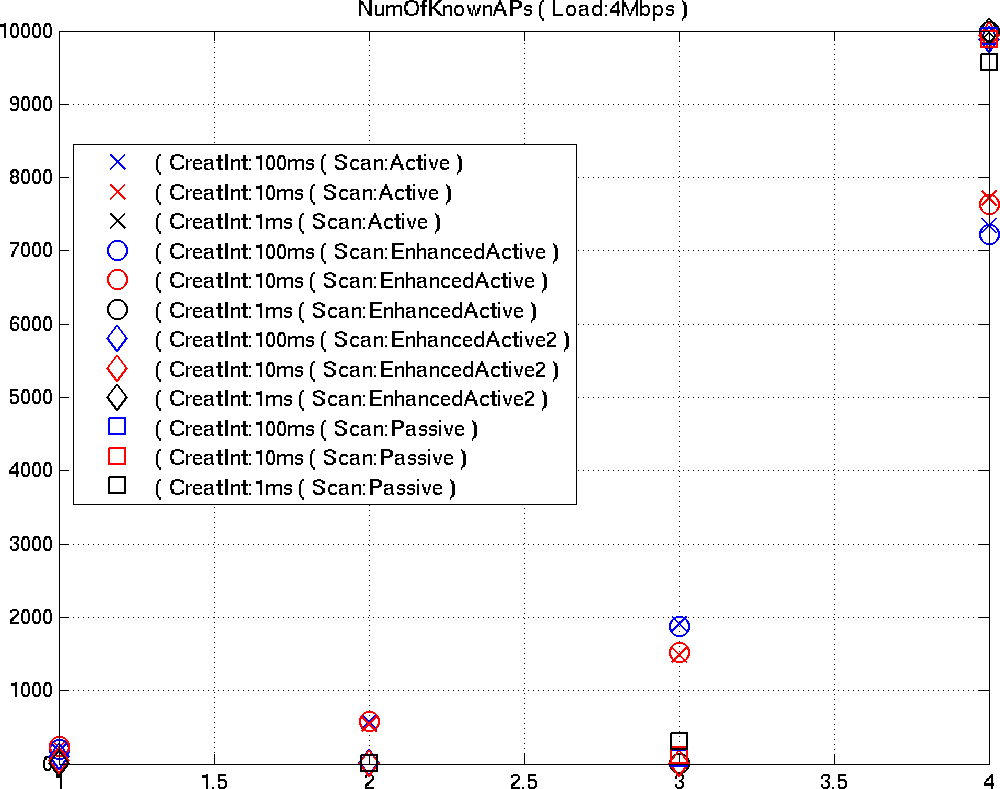 NumOfKnownAPs ( Load:4Mbps )
10000
9000
8000
7000
6000
5000
4000
3000
2000
1000
0
( CreatInt:100ms ( Scan:Active )
( CreatInt:10ms ( Scan:Active )
( CreatInt:1ms ( Scan:Active )
( CreatInt:100ms ( Scan:EnhancedActive )
( CreatInt:10ms ( Scan:EnhancedActive )
( CreatInt:1ms ( Scan:EnhancedActive )
( CreatInt:100ms ( Scan:EnhancedActive2 )
( CreatInt:10ms ( Scan:EnhancedActive2 )
( CreatInt:1ms ( Scan:EnhancedActive2 )
( CreatInt:100ms ( Scan:Passive )
( CreatInt:10ms ( Scan:Passive )
( CreatInt:1ms ( Scan:Passive )
1 1.5 2 2.5 3 3.5 4